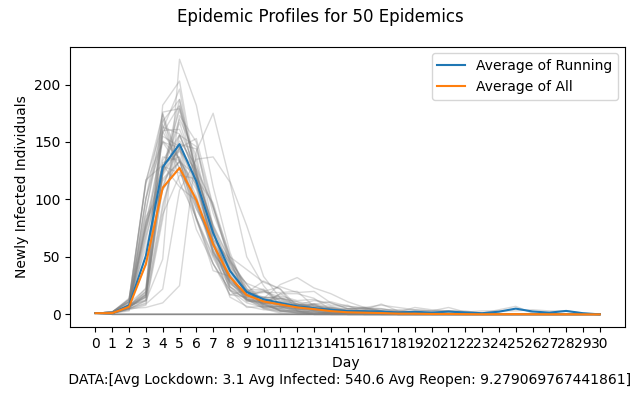 Epidemic Profiles for 50 Epidemics
Average of Running
Average of All
200
150
100
50
0
Newly Infected Individuals
0 1 2 3 4 5 6 7 8 9 10 11 12 13 14 15 16 17 18 19 20 21 22 23 24 25 26 27 28 29 30
Day
DATA:[Avg Lockdown: 3.1 Avg Infected: 540.6 Avg Reopen: 9.279069767441861]